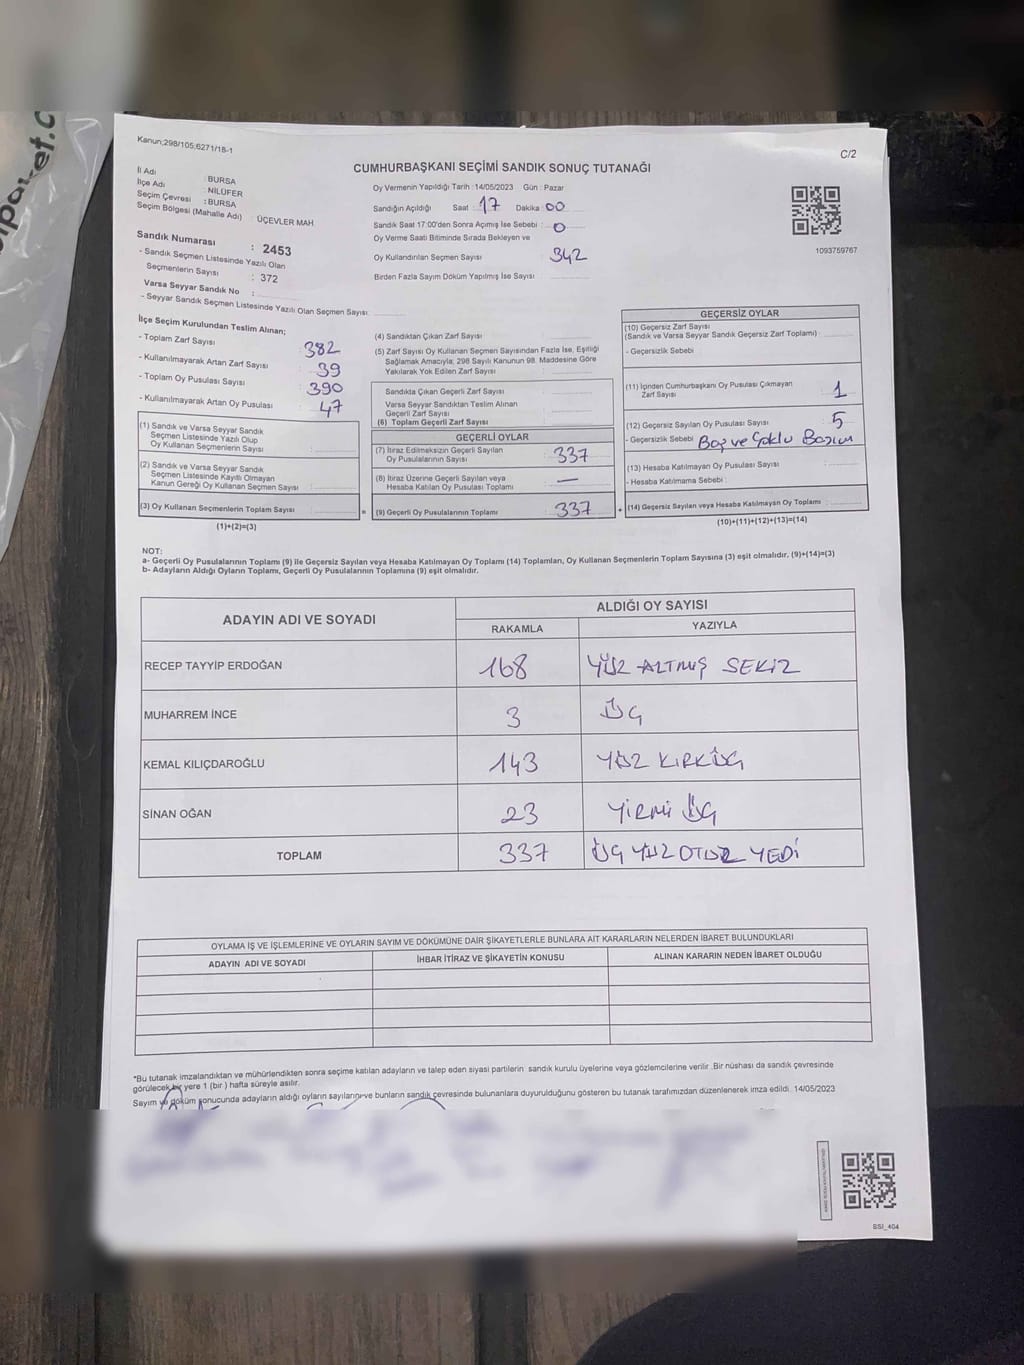 Kanun;298/105;6271/18-1
C/2
CUMHURBAŞKANI SEÇİMİ SANDIK SONUÇ TUTANAĞI
İl Adı : BURSA
İlçe Adı : NİLÜFER
Seçim Çevresi : BURSA
Seçim Bölgesi (Mahalle Adı) : ÜÇEVLER MAH
Sandık Numarası : 2453
- Sandık Seçmen Listesinde Yazılı Olan
Seçmenlerin Sayısı : 372
Varsa Seyyar Sandık No :
- Seyyar Sandık Seçmen Listesinde Yazılı Olan Seçmen Sayısı:
Oy Vermenin Yapıldığı Tarih : 14/05/2023 Gün : Pazar
Sandığın Açıldığı Saat : 17 Dakika : 00
Sandık Saat 17:00'den Sonra Açımış İse Sebebi : 0
Oy Verme Saati Bitiminde Sırada Bekleyen ve
Oy Kullandırılan Seçmen Sayısı 342
Birden Fazla Sayım Döküm Yapılmış İse Sayısı :
1093759767
İlçe Seçim Kurulundan Teslim Alınan;
- Toplam Zarf Sayısı : 382
- Kullanılmayarak Artan Zarf Sayısı : 39
- Toplam Oy Pusulası Sayısı : 390
- Kullanılmayarak Artan Oy Pusulası : 47
(1) Sandık ve Varsa Seyyar Sandık
Seçmen Listesinde Yazılı Olup
Oy Kullanan Seçmenlerin Sayısı :
(2) Sandık ve Varsa Seyyar Sandık
Seçmen Listesinde Kayıtlı Olmayan
Kanun Gereği Oy Kullanan Seçmen Sayısı :
(3) Oy Kullanan Seçmenlerin Toplam Sayısı :
(1)+(2)=(3)
(4) Sandıktan Çıkan Zarf Sayısı :
(5) Zarf Sayısı Oy Kullanan Seçmen Sayısından Fazla İse, Eşitliği
Sağlamak Amacıyla; 298 Sayılı Kanunun 98. Maddesine Göre
Yakılarak Yok Edilen Zarf Sayısı :
Sandıkta Çıkan Geçerli Zarf Sayısı :
Varsa Seyyar Sandıktan Teslim Alınan
Geçerli Zarf Sayısı :
(6) Toplam Geçerli Zarf Sayısı :
GEÇERLİ OYLAR
(7) İtiraz Edilmeksizin Geçerli Sayılan
Oy Pusulalarının Sayısı : 337
(8) İtiraz Üzerine Geçerli Sayılan veya
Hesaba Katılan Oy Pusulası Toplamı : —
= (9) Geçerli Oy Pusulalarının Toplamı : 337
GEÇERSİZ OYLAR
(10) Geçersiz Zarf Sayısı
(Sandık ve Varsa Seyyar Sandık Geçersiz Zarf Toplamı) :
- Geçersizlik Sebebi :
(11) İçinden Cumhurbaşkanı Oy Pusulası Çıkmayan
Zarf Sayısı : 1
(12) Geçersiz Sayılan Oy Pusulası Sayısı : 5
- Geçersizlik Sebebi : Boş ve Çoklu Basım
(13) Hesaba Katılmayan Oy Pusulası Sayısı :
- Hesaba Katılmama Sebebi :
+ (14) Geçersiz Sayılan veya Hesaba Katılmayan Oy Toplamı :
(10)+(11)+(12)+(13)=(14)
NOT:
a- Geçerli Oy Pusulalarının Toplamı (9) ile Geçersiz Sayılan veya Hesaba Katılmayan Oy Toplamı (14) Toplamları, Oy Kullanan Seçmenlerin Toplam Sayısına (3) eşit olmalıdır. (9)+(14)=(3)
b- Adayların Aldığı Oyların Toplamı, Geçerli Oy Pusulalarının Toplamına (9) eşit olmalıdır.
ADAYIN ADI VE SOYADI
ALDIĞI OY SAYISI
RAKAMLA YAZIYLA
RECEP TAYYİP ERDOĞAN 168 YÜZ ALTMIŞ SEKİZ
MUHARREM İNCE 3 ÜÇ
KEMAL KILIÇDAROĞLU 143 YÜZ KIRKÜÇ
SİNAN OĞAN 23 YİRMİ ÜÇ
TOPLAM 337 ÜÇ YÜZ OTUZ YEDİ
OYLAMA İŞ VE İŞLEMLERİNE VE OYLARIN SAYIM VE DÖKÜMÜNE DAİR ŞİKAYETLERLE BUNLARA AİT KARARLARIN NELERDEN İBARET BULUNDUKLARI
ADAYIN ADI VE SOYADI İHBAR İTİRAZ VE ŞİKAYETİN KONUSU ALINAN KARARIN NEDEN İBARET OLDUĞU
*Bu tutanak imzalandıktan ve mühürlendikten sonra seçime katılan adayların ve talep eden siyasi partilerin sandık kurulu üyelerine veya gözlemcilerine verilir .Bir nüshası da sandık çevresinde
görülecek bir yere 1 (bir ) hafta süreyle asılır.
Sayım ve döküm sonucunda adayların aldığı oyların sayılarını ve bunların sandık çevresinde bulunanlara duyurulduğunu gösteren bu tutanak tarafımızdan düzenlenerek imza edildi .14/05/2023
SSI_404